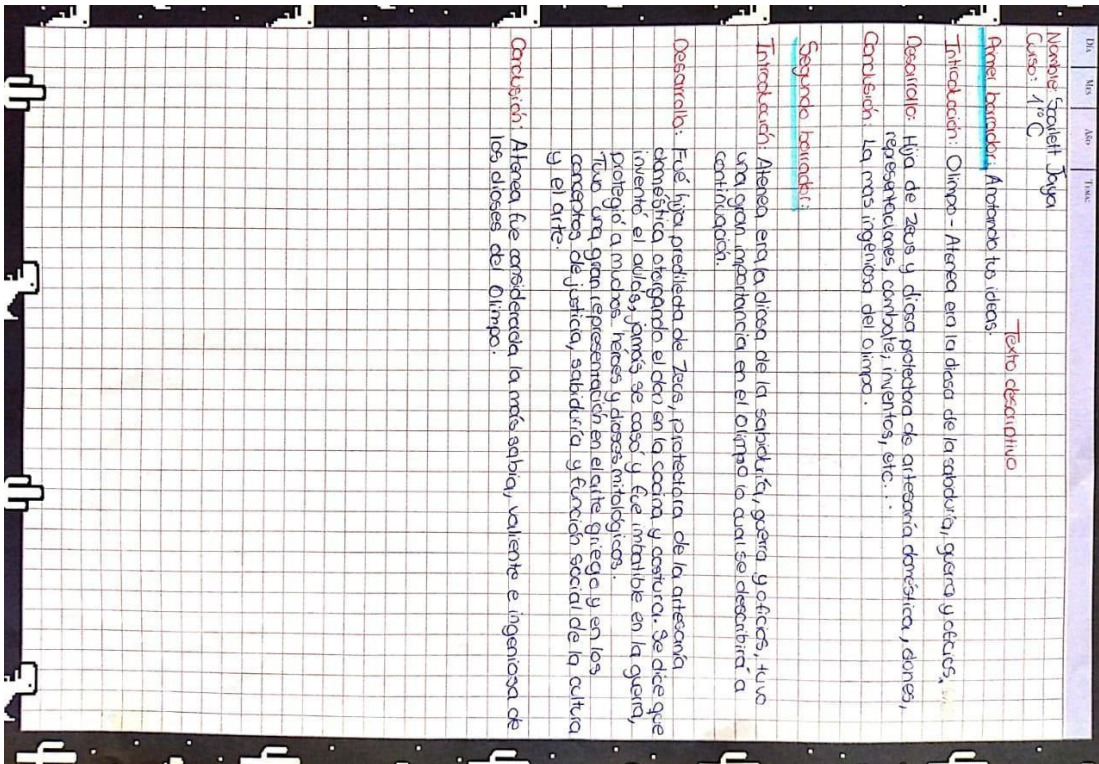 Día Mes Año Tema:
Nombre: Scarlett Jaya
Curso: 1ro C
Texto descriptivo
Primer borrador: Anotando tus ideas.
Introducción: Olimpo - Atenea era la diosa de la sabiduría, guerra y oficios.
Desarrollo: Hija de Zeus y diosa protectora de artesanía doméstica, dones,
representaciones, combate, inventos, etc...
Conclusión: La mas ingeniosa del Olimpo.
Segundo borrador:
Introducción: Atenea era la diosa de la sabiduría, guerra y oficios, tuvo
una gran importancia en el Olimpo lo cual se describirá a
continuación.
Desarrollo: Fué hija predilecta de Zeus, protectora de la artesanía
doméstica otorgando el don en la cocina y costura. Se dice que
inventó el aulós, jamás se casó y fue imbatible en la guerra,
protegió a muchos héroes y dioses mitológicos.
Tuvo una gran representación en el arte griego y en los
conceptos de justicia, sabiduría y función social de la cultura
y el arte.
Conclusión: Atenea fue considerada la más sabia, valiente e ingeniosa de
los dioses del Olimpo.